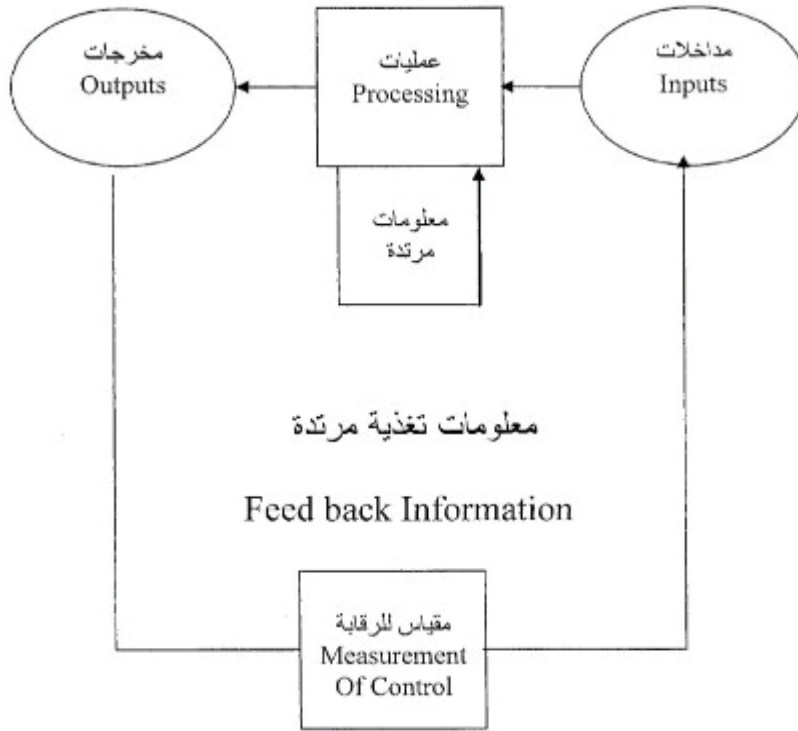 مداخلات
Inputs
عمليات
Processing
مخرجات
Outputs
معلومات
مرتدة
معلومات تغذية مرتدة
Feed back Information
مقياس للرقابة
Measurement
Of Control